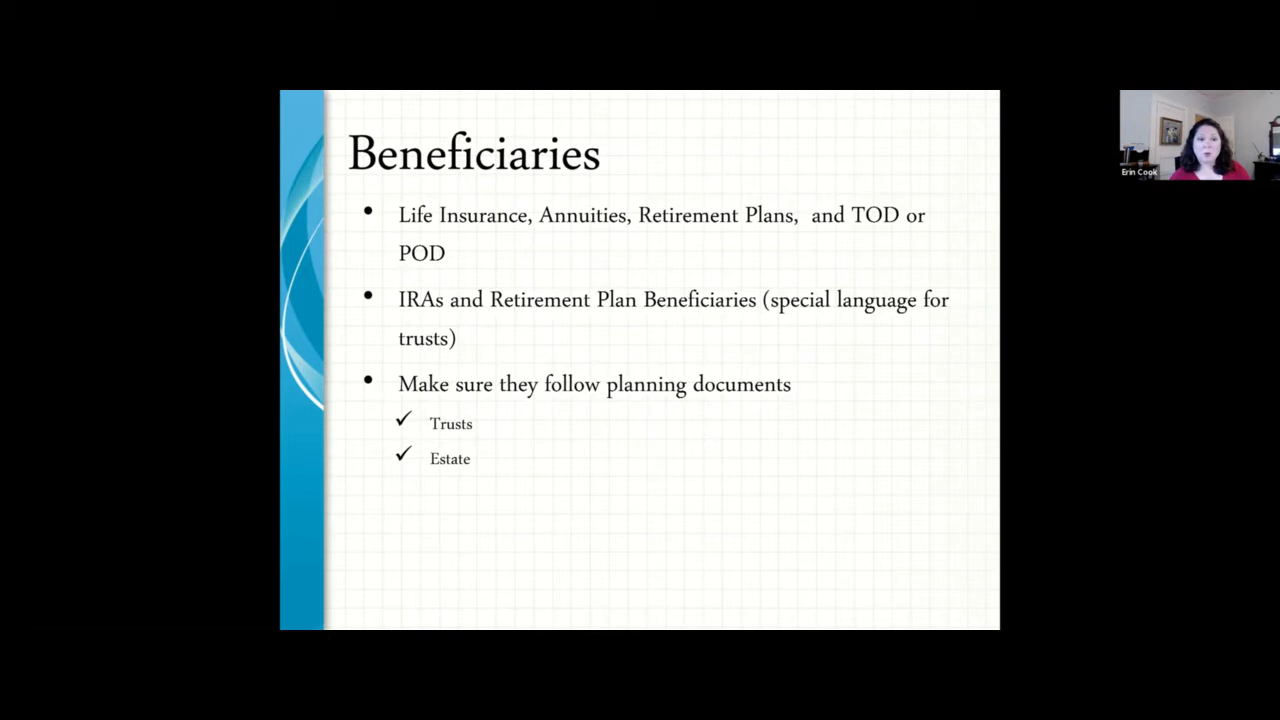 Beneficiaries
• Life Insurance, Annuities, Retirement Plans,  and TOD or
POD
• IRAs and Retirement Plan Beneficiaries (special language for
trusts)
• Make sure they follow planning documents
✓ Trusts
✓ Estate
Erin Cook